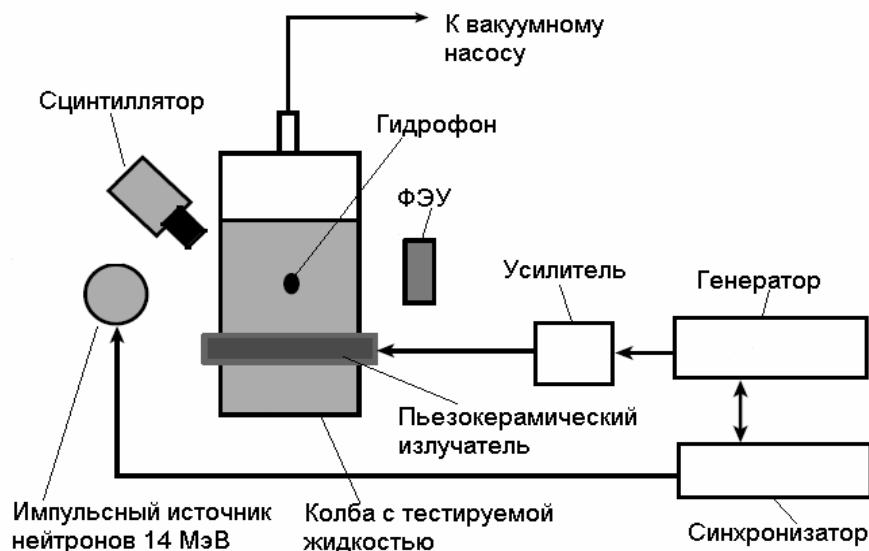 К вакуумному
насосу
Сцинтиллятор
Гидрофон
ФЭУ
Усилитель
Генератор
Пьезокерамический
излучатель
Импульсный источник
нейтронов 14 МэВ
Колба с тестируемой
жидкостью
Синхронизатор